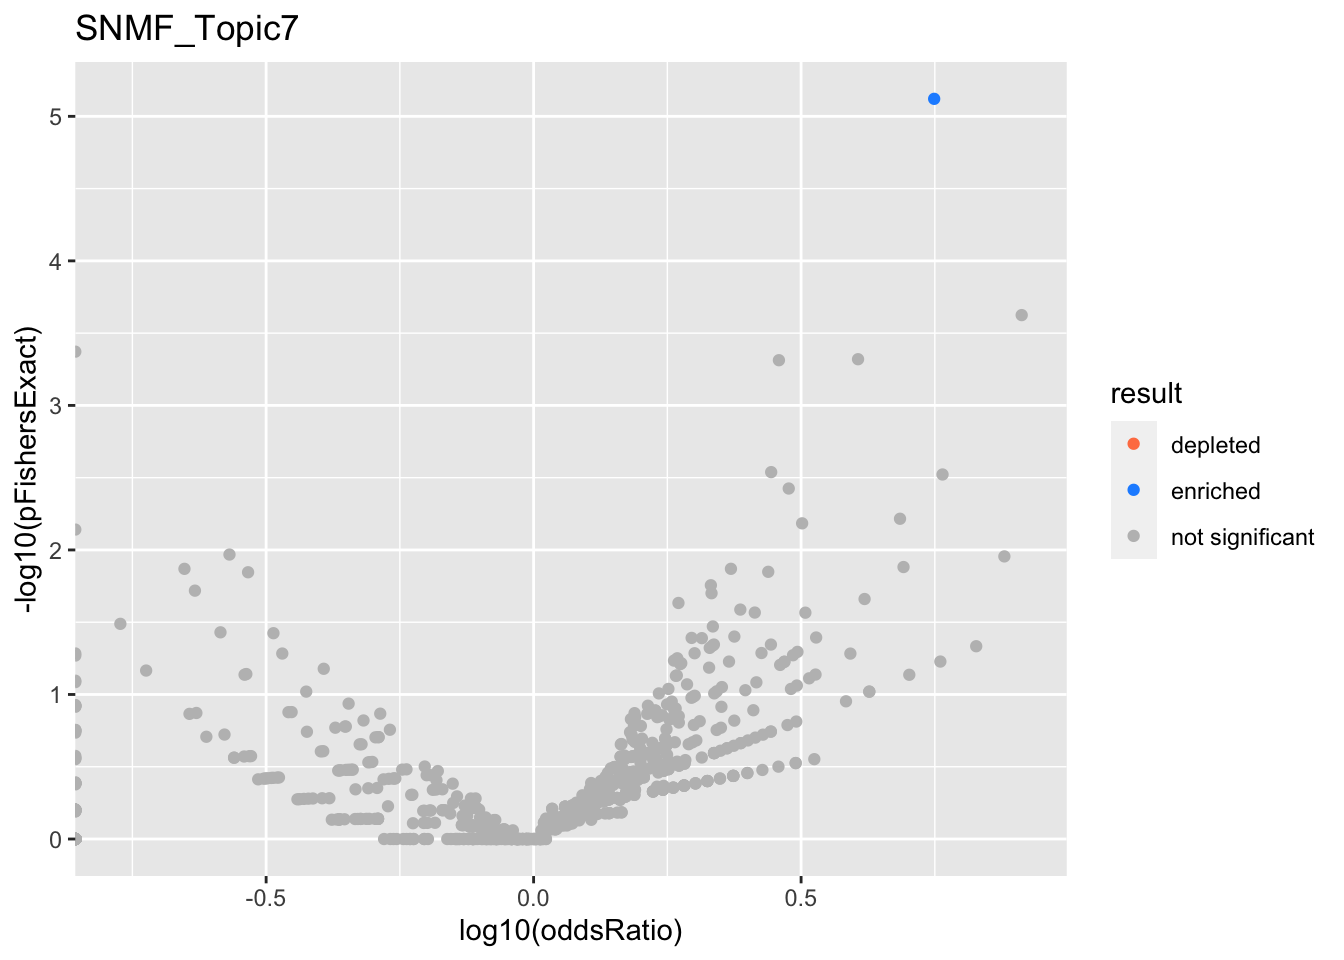 SNMF_Topic7
-log10(pFishersExact)
5
4
3
2
1
0
-0.5
0.0
0.5
log10(oddsRatio)
result
depleted
enriched
not significant